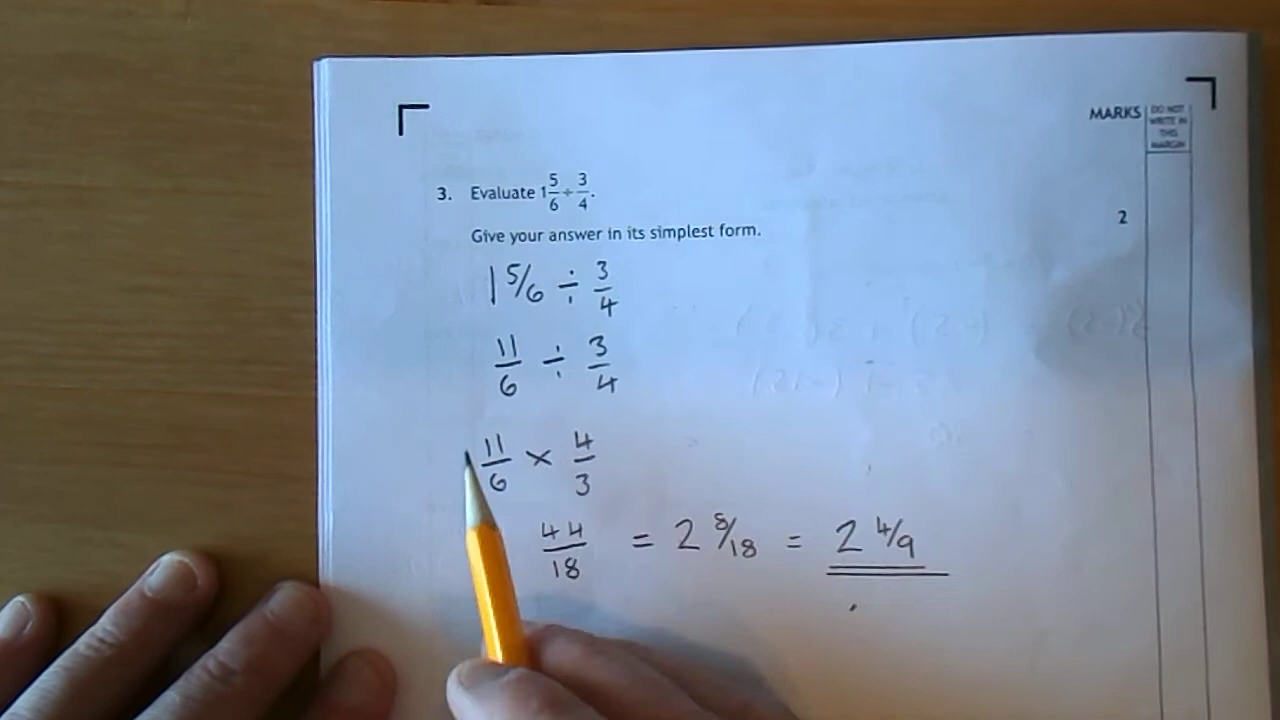 MARKS DO NOT WRITE IN THIS MARGIN
3. Evaluate 1 5/6 ÷ 3/4.
2
Give your answer in its simplest form.
1 5/6 ÷ 3/4
11/6 ÷ 3/4
11/6 × 4/3
44/18 = 2 8/18 = 2 4/9